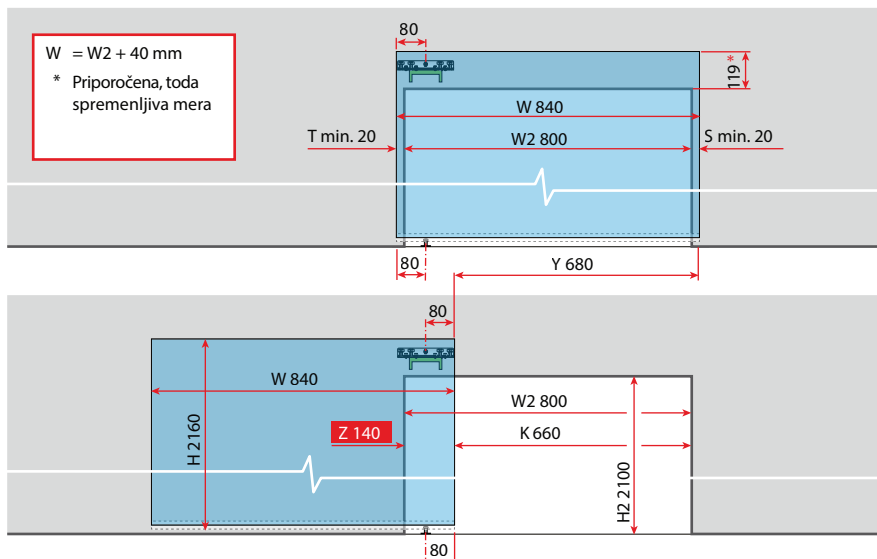 W = W2 + 40 mm
* Priporočena, toda
spremenljiva mera
80
119*
W 840
T min. 20
W2 800
S min. 20
80
Y 680
80
W 840
W2 800
Z 140
K 660
H 2160
H2 2100
80